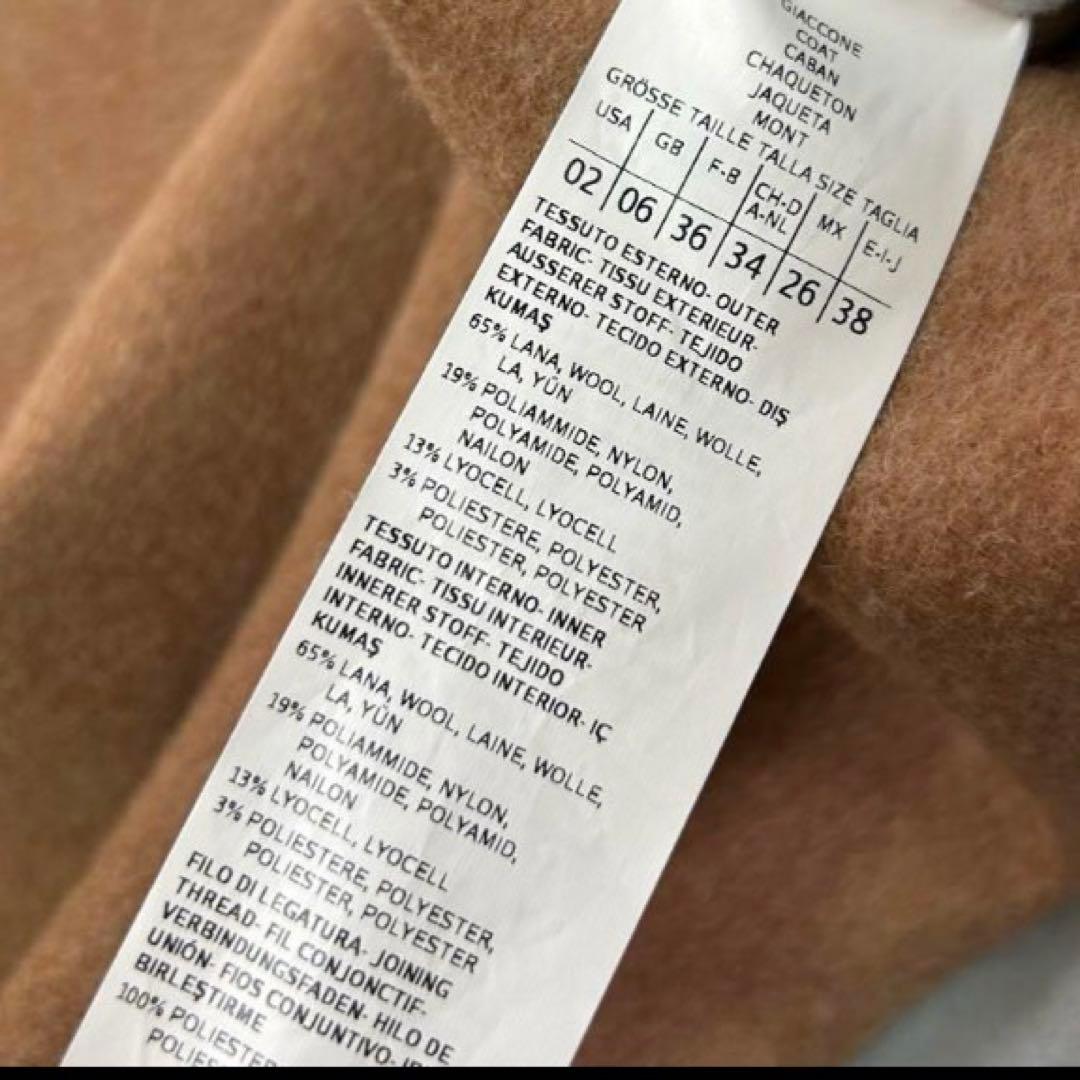 GIACCONE
COAT
CABAN
CHAQUETON
JAQUETA
MONT
GRÖSSE TAILLE TALLA SIZE TAGLIA
USA GB F-B CH-D A-NL MX E-I-J
02 06 36 34 26 38
TESSUTO ESTERNO- OUTER
FABRIC- TISSU EXTERIEUR-
AUSSERER STOFF- TEJIDO
EXTERNO- TECIDO EXTERNO- DIŞ
KUMAŞ
65% LANA, WOOL, LAINE, WOLLE,
LA, YÜN
19% POLIAMMIDE, NYLON,
POLYAMIDE, POLYAMID,
NAILON
13% LYOCELL, LYOCELL
3% POLIESTERE, POLYESTER,
POLIESTER, POLYESTER
TESSUTO INTERNO- INNER
FABRIC- TISSU INTERIEUR-
INNERER STOFF- TEJIDO
INTERNO- TECIDO INTERIOR- IÇ
KUMAŞ
65% LANA, WOOL, LAINE, WOLLE,
LA, YÜN
19% POLIAMMIDE, NYLON,
POLYAMIDE, POLYAMID,
NAILON
13% LYOCELL, LYOCELL
3% POLIESTERE, POLYESTER,
POLIESTER, POLYESTER
FILO DI LEGATURA- JOINING
THREAD- FIL CONJONCTIF-
VERBINDUNGSFADEN- HILO DE
UNIÓN- FIOS CONJUNTIVO-
BIRLEŞTIRME
100%